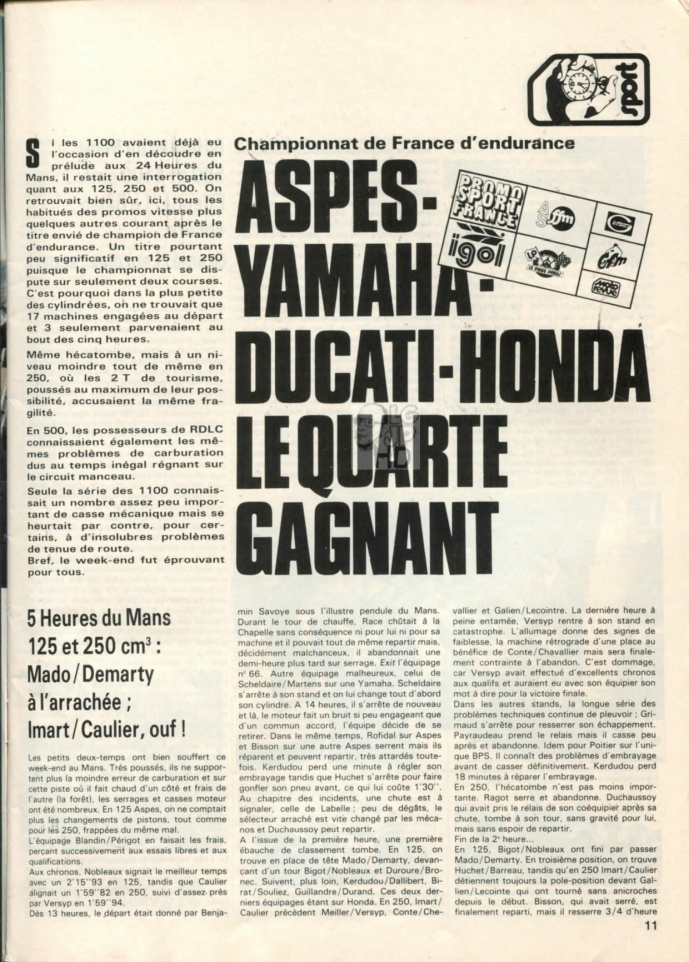 sport
Championnat de France d'endurance
ASPES-
YAMAHA-
DUCATI-HONDA
LE QUARTE
GAGNANT
PROMO
SPORT
FRANCE
igol
ffm
Gfm
MOTO
REVUE
Si les 1100 avaient déjà eu
l'occasion d'en découdre en
prélude aux 24 Heures du
Mans, il restait une interrogation
quant aux 125, 250 et 500. On
retrouvait bien sûr, ici, tous les
habitués des promos vitesse plus
quelques autres courant après le
titre envié de champion de France
d'endurance. Un titre pourtant
peu significatif en 125 et 250
puisque le championnat se dis-
pute sur seulement deux courses.
C'est pourquoi dans la plus petite
des cylindrées, on ne trouvait que
17 machines engagées au départ
et 3 seulement parvenaient au
bout des cinq heures.
Même hécatombe, mais à un ni-
veau moindre tout de même en
250, où les 2 T de tourisme,
poussés au maximum de leur pos-
sibilité, accusaient la même fra-
gilité.
En 500, les possesseurs de RDLC
connaissaient également les mê-
mes problèmes de carburation
dus au temps inégal régnant sur
le circuit manceau.
Seule la série des 1100 connais-
sait un nombre assez peu impor-
tant de casse mécanique mais se
heurtait par contre, pour cer-
tains, à d'insolubres problèmes
de tenue de route.
Bref, le week-end fut éprouvant
pour tous.
5 Heures du Mans
125 et 250 cm³ :
Mado/Demarty
à l'arrachée ;
Imart/Caulier, ouf !
Les petits deux-temps ont bien souffert ce
week-end au Mans. Très poussés, ils ne suppor-
tent plus la moindre erreur de carburation et sur
cette piste où il fait chaud d'un côté et frais de
l'autre (la forêt), les serrages et casses moteur
ont été nombreux. En 125 Aspes, on ne comptait
plus les changements de pistons, tout comme
pour les 250, frappées du même mal.
L'équipage Blandin/Périgot en faisait les frais,
perçant successivement aux essais libres et aux
qualifications.
Aux chronos, Nobleaux signait le meilleur temps
avec un 2'15''93 en 125, tandis que Caulier
alignait un 1'59''82 en 250, suivi d'assez près
par Versyp en 1'59''94.
Dès 13 heures, le départ était donné par Benja-
min Savoye sous l'illustre pendule du Mans.
Durant le tour de chauffe, Race chûtait à la
Chapelle sans conséquence ni pour lui ni pour sa
machine et il pouvait tout de même repartir mais,
décidément malchanceux, il abandonnait une
demi-heure plus tard sur serrage. Exit l'équipage
n° 66. Autre équipage malheureux, celui de
Scheldaire/Martens sur une Yamaha. Scheldaire
s'arrête à son stand et on lui change tout d'abord
son cylindre. A 14 heures, il s'arrête de nouveau
et là, le moteur fait un bruit si peu engageant que
d'un commun accord, l'équipe décide de se
retirer. Dans le même temps, Rofidal sur Aspes
et Bisson sur une autre Aspes serrent mais ils
réparent et peuvent repartir, très attardés toute-
fois. Kerdudou perd une minute à régler son
embrayage tandis que Huchet s'arrête pour faire
gonfler son pneu avant, ce qui lui coûte 1'30''.
Au chapitre des incidents, une chute est à
signaler, celle de Labelle ; peu de dégâts, le
sélecteur arraché est vite changé par les méca-
nos et Duchaussoy peut repartir.
A l'issue de la première heure, une première
ébauche de classement tombe. En 125, on
trouve en place de tête Mado/Demarty, devan-
çant d'un tour Bigot/Nobleaux et Duroure/Bro-
nec. Suivent, plus loin, Kerdudou/Dallibert, Bi-
rat/Souliez, Guillandre/Durand. Ces deux der-
niers équipages étant sur Honda. En 250, Imart/
Caulier précèdent Meiller/Versyp, Conte/Che-
vallier et Galien/Lecointre. La dernière heure à
peine entamée, Versyp rentre à son stand en
catastrophe. L'allumage donne des signes de
faiblesse, la machine rétrograde d'une place au
bénéfice de Conte/Chavallier mais sera finale-
ment contrainte à l'abandon. C'est dommage,
car Versyp avait effectué d'excellents chronos
aux qualifs et auraient eu avec son équipier son
mot à dire pour la victoire finale.
Dans les autres stands, la longue série des
problèmes techniques continue de pleuvoir ; Gri-
maud s'arrête pour resserrer son échappement.
Payraudeau prend le relais mais il casse peu
après et abandonne. Idem pour Poitier sur l'uni-
que BPS. Il connaît des problèmes d'embrayage
avant de casser définitivement. Kerdudou perd
18 minutes à réparer l'embrayage.
En 250, l'hécatombe n'est pas moins impor-
tante. Ragot serre et abandonne. Duchaussoy
qui avait pris le relais de son coéquipier après sa
chute, tombe à son tour, sans gravité pour lui,
mais sans espoir de repartir.
Fin de la 2ᵉ heure...
En 125, Bigot/Nobleaux ont fini par passer
Mado/Demarty. En troisième position, on trouve
Huchet/Barreau, tandis qu'en 250 Imart/Caulier
détiennent toujours la pole-position devant Gal-
lien/Lecointre qui ont tourné sans anicroches
depuis le début. Bisson, qui avait serré, est
finalement reparti, mais il resserre 3/4 d'heure
11